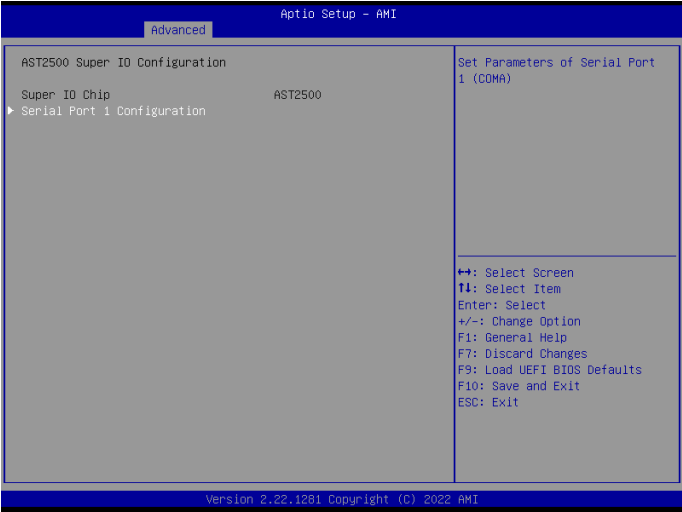 Aptio Setup – AMI
Advanced
AST2500 Super IO Configuration
Super IO Chip AST2500
▶ Serial Port 1 Configuration
Set Parameters of Serial Port
1 (COMA)
↔: Select Screen
↑↓: Select Item
Enter: Select
+/-: Change Option
F1: General Help
F7: Discard Changes
F9: Load UEFI BIOS Defaults
F10: Save and Exit
ESC: Exit
Version 2.22.1281 Copyright (C) 2022 AMI